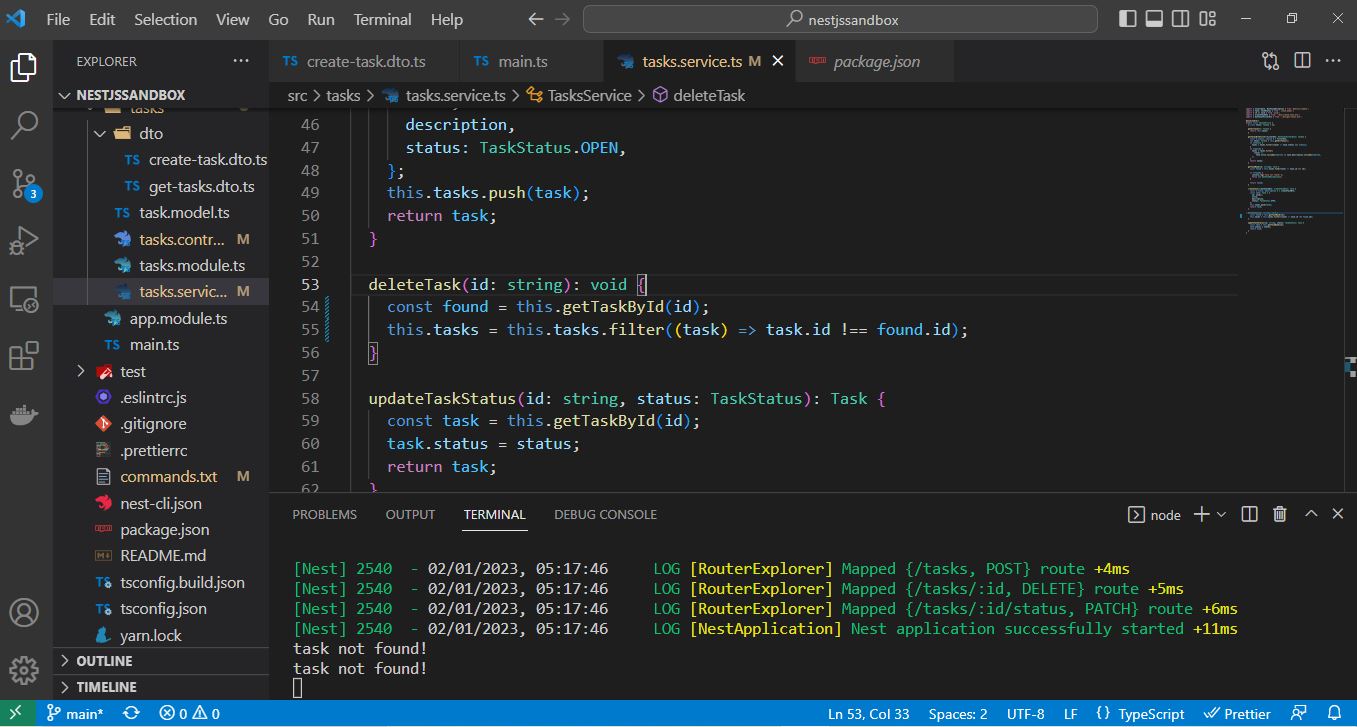 File Edit Selection View Go Run Terminal Help
nestjssandbox
EXPLORER
TS create-task.dto.ts
TS main.ts
tasks.service.ts M
package.json
NESTJSSANDBOX
src > tasks > tasks.service.ts > TasksService > deleteTask
tasks
dto
TS create-task.dto.ts
TS get-tasks.dto.ts
TS task.model.ts
tasks.contr... M
tasks.module.ts
tasks.servic... M
app.module.ts
TS main.ts
test
.eslintrc.js
.gitignore
.prettierrc
commands.txt M
nest-cli.json
package.json
README.md
TS tsconfig.build.json
TS tsconfig.json
yarn.lock
OUTLINE
TIMELINE
3
46 description,
47 status: TaskStatus.OPEN,
48 };
49 this.tasks.push(task);
50 return task;
51 }
52
53 deleteTask(id: string): void {
54 const found = this.getTaskById(id);
55 this.tasks = this.tasks.filter((task) => task.id !== found.id);
56 }
57
58 updateTaskStatus(id: string, status: TaskStatus): Task {
59 const task = this.getTaskById(id);
60 task.status = status;
61 return task;
62 }
PROBLEMS OUTPUT TERMINAL DEBUG CONSOLE
node
[Nest] 2540 - 02/01/2023, 05:17:46 LOG [RouterExplorer] Mapped {/tasks, POST} route +4ms
[Nest] 2540 - 02/01/2023, 05:17:46 LOG [RouterExplorer] Mapped {/tasks/:id, DELETE} route +5ms
[Nest] 2540 - 02/01/2023, 05:17:46 LOG [RouterExplorer] Mapped {/tasks/:id/status, PATCH} route +6ms
[Nest] 2540 - 02/01/2023, 05:17:46 LOG [NestApplication] Nest application successfully started +11ms
task not found!
task not found!
main* 0 0 Ln 53, Col 33 Spaces: 2 UTF-8 LF {} TypeScript Prettier